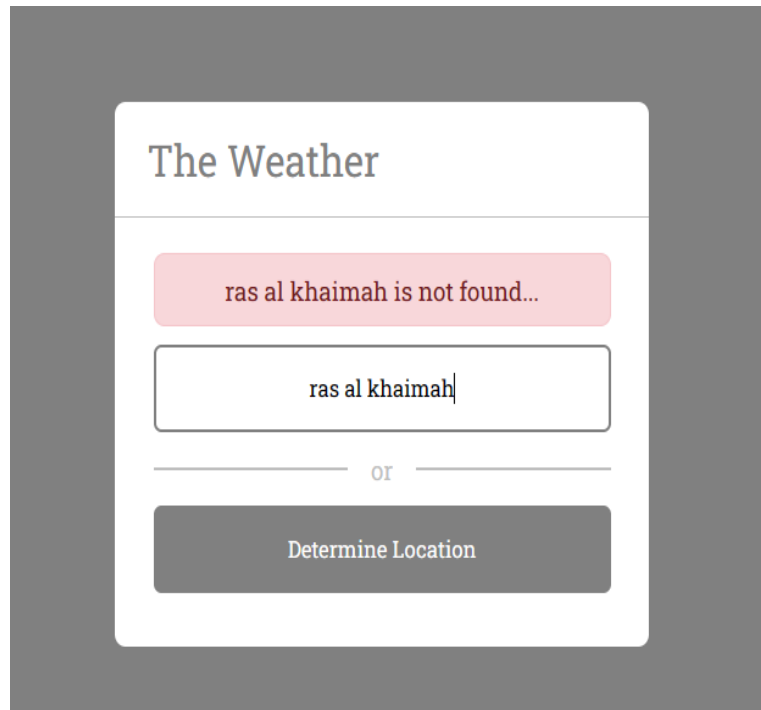 The Weather
ras al khaimah is not found...
ras al khaimah
or
Determine Location